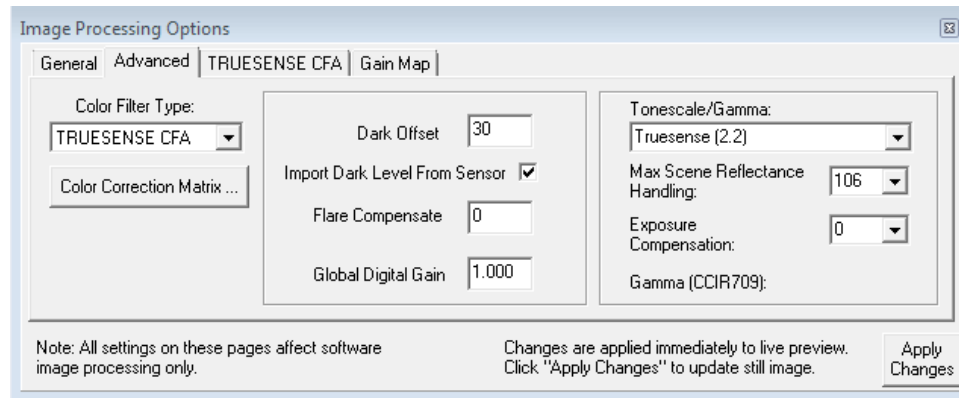 Image Processing Options
General Advanced TRUESENSE CFA Gain Map
Color Filter Type:
TRUESENSE CFA
Color Correction Matrix ...
Dark Offset 30
Import Dark Level From Sensor
Flare Compensate 0
Global Digital Gain 1.000
Tonescale/Gamma:
Truesense (2.2)
Max Scene Reflectance
Handling: 106
Exposure
Compensation: 0
Gamma (CCIR709):
Note: All settings on these pages affect software
image processing only.
Changes are applied immediately to live preview.
Click "Apply Changes" to update still image.
Apply
Changes